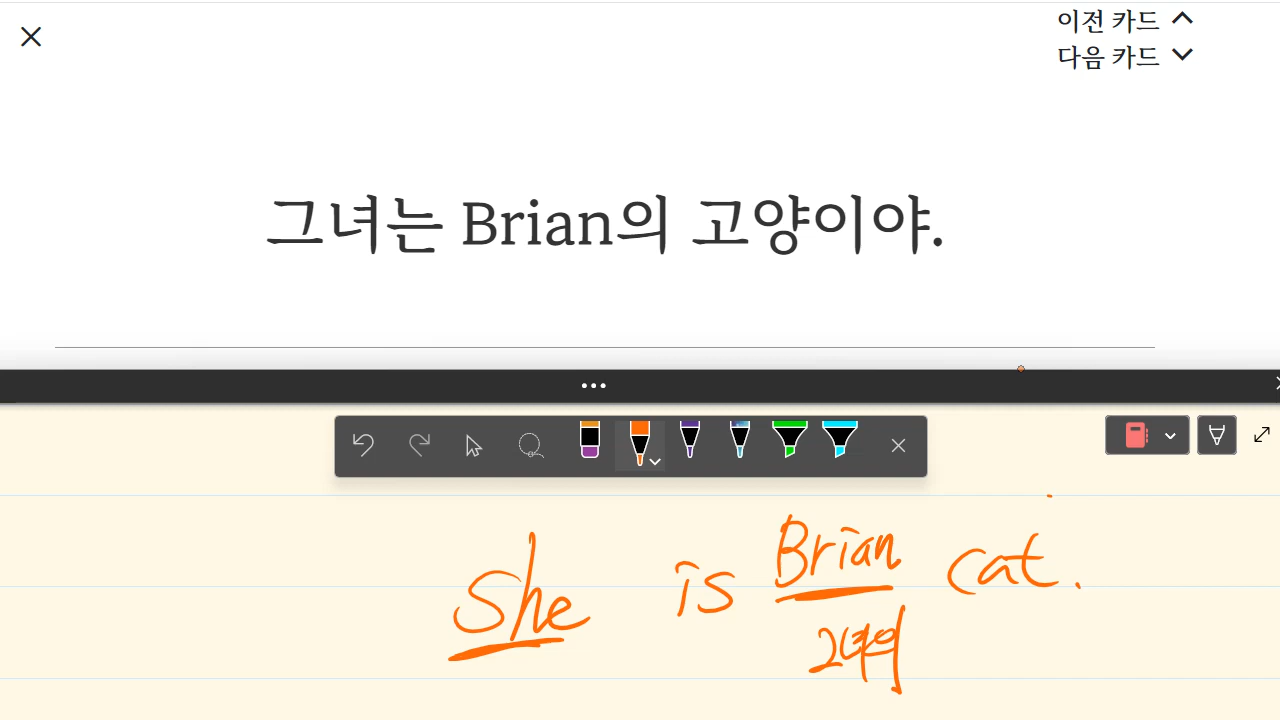 이전 카드
다음 카드
그녀는 Brian의 고양이야.
She is Brian cat.
그녀의